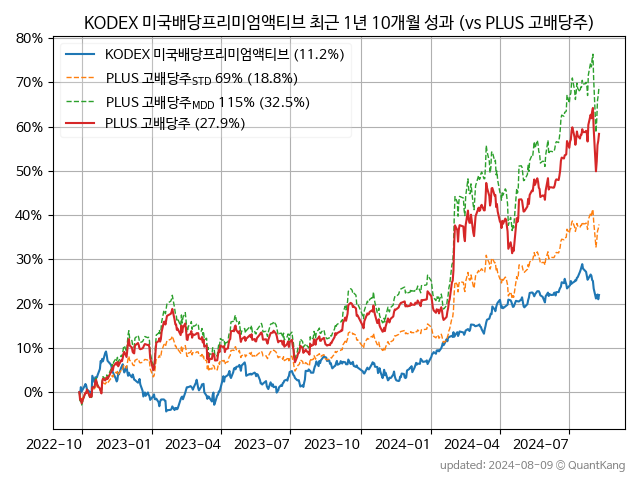 KODEX 미국배당프리미엄액티브 최근 1년 10개월 성과 (vs PLUS 고배당주)
80%
70%
60%
50%
40%
30%
20%
10%
0%
KODEX 미국배당프리미엄액티브 (11.2%)
PLUS 고배당주STD 69% (18.8%)
PLUS 고배당주MDD 115% (32.5%)
PLUS 고배당주 (27.9%)
2022-10 2023-01 2023-04 2023-07 2023-10 2024-01 2024-04 2024-07
updated: 2024-08-09 © QuantKang